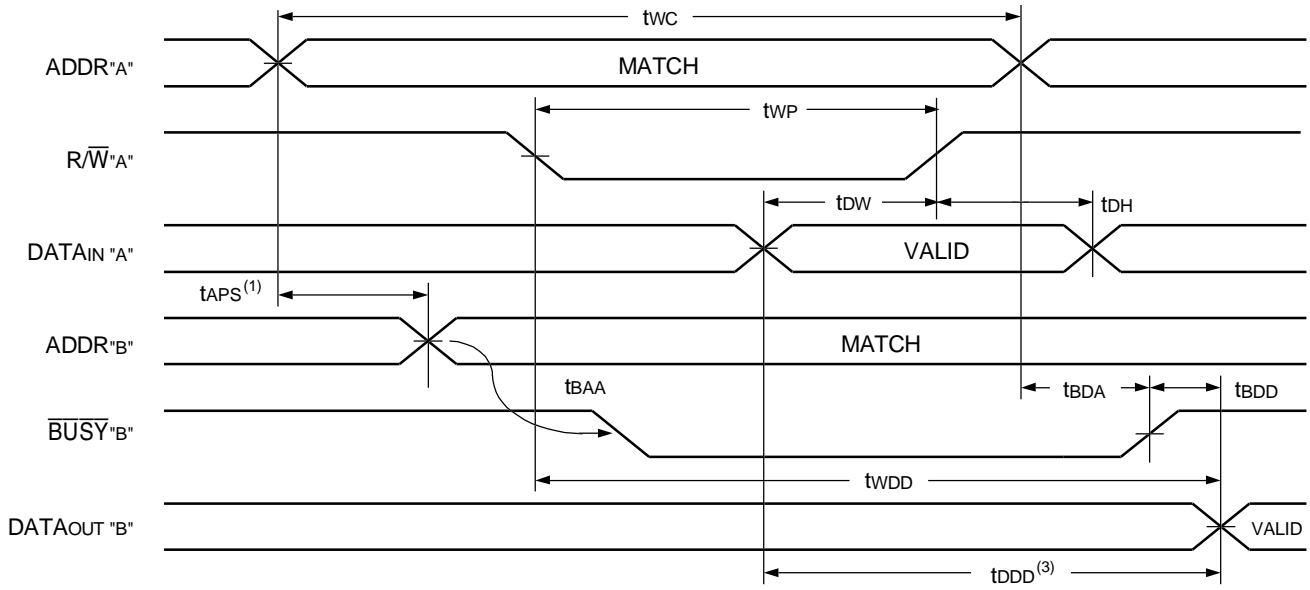 tWC
ADDR"A"
MATCH
tWP
R/W̅"A"
tDW
tDH
DATAIN "A"
VALID
tAPS(1)
ADDR"B"
MATCH
tBAA
tBDA
tBDD
B̅U̅S̅Y̅"B"
tWDD
DATAOUT "B"
VALID
tDDD(3)